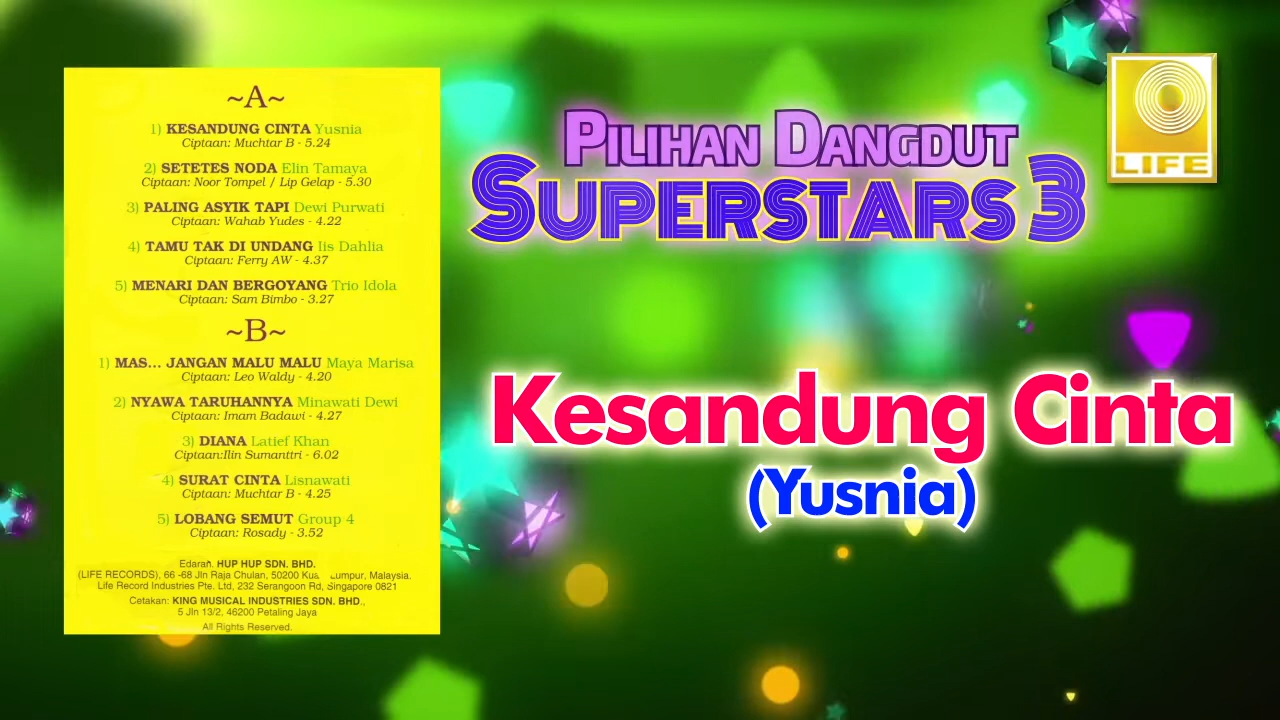 ~A~
1) KESANDUNG CINTA Yusnia
Ciptaan: Muchtar B - 5.24
2) SETETES NODA Elin Tamaya
Ciptaan: Noor Tompel / Lip Gelap - 5.30
3) PALING ASYIK TAPI Dewi Purwati
Ciptaan: Wahab Yudes - 4.22
4) TAMU TAK DI UNDANG Iis Dahlia
Ciptaan: Ferry AW - 4.37
5) MENARI DAN BERGOYANG Trio Idola
Ciptaan: Sam Bimbo - 3.27
~B~
1) MAS... JANGAN MALU MALU Maya Marisa
Ciptaan: Leo Waldy - 4.20
2) NYAWA TARUHANNYA Minawati Dewi
Ciptaan: Imam Badawi - 4.27
3) DIANA Latief Khan
Ciptaan:Ilin Sumanttri - 6.02
4) SURAT CINTA Lisnawati
Ciptaan: Muchtar B - 4.25
5) LOBANG SEMUT Group 4
Ciptaan: Rosady - 3.52
Edaran. HUP HUP SDN. BHD.
(LIFE RECORDS), 66 -68 Jln Raja Chulan, 50200 Malaysia.
Life Record Industries Pte. Ltd, 232 Serangoon Rd, Singapore 0821
Cetakan: KING MUSICAL INDUSTRIES SDN. BHD.,
5 Jln 13/2, 46200 Petaling Jaya
All Rights Reserved.
PILIHAN DANGDUT
SUPERSTARS 3
LIFE
Kesandung Cinta
(Yusnia)